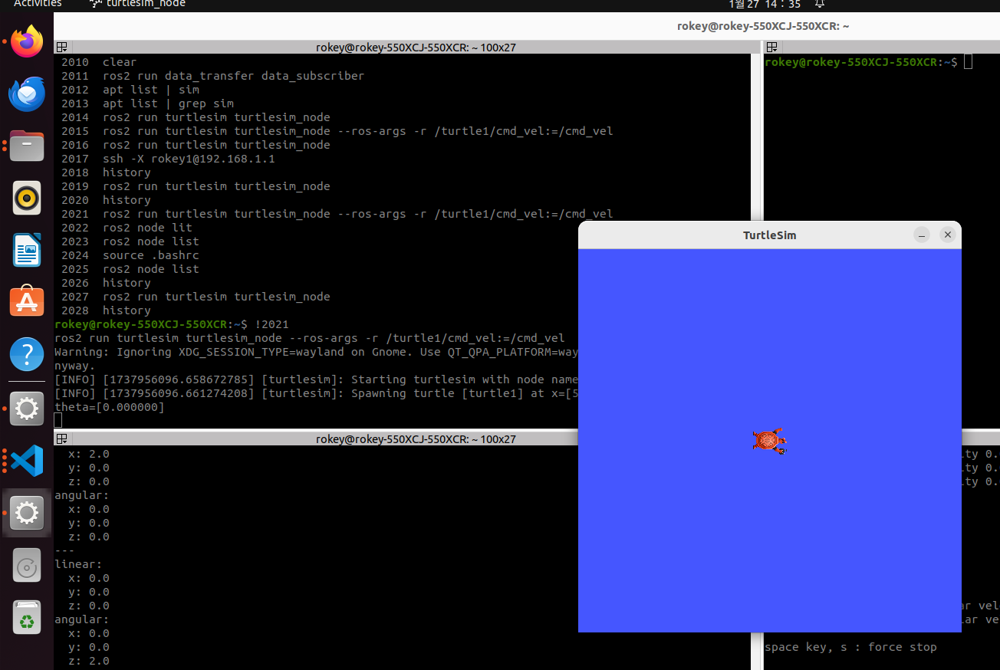 Activities
turtlesim_node
1월 27 14 : 35
rokey@rokey-550XCJ-550XCR: ~
rokey@rokey-550XCJ-550XCR: ~ 100x27
2010 clear
2011 ros2 run data_transfer data_subscriber
2012 apt list | sim
2013 apt list | grep sim
2014 ros2 run turtlesim turtlesim_node
2015 ros2 run turtlesim turtlesim_node --ros-args -r /turtle1/cmd_vel:=/cmd_vel
2016 ros2 run turtlesim turtlesim_node
2017 ssh -X rokey1@192.168.1.1
2018 history
2019 ros2 run turtlesim turtlesim_node
2020 history
2021 ros2 run turtlesim turtlesim_node --ros-args -r /turtle1/cmd_vel:=/cmd_vel
2022 ros2 node lit
2023 ros2 node list
2024 source .bashrc
2025 ros2 node list
2026 history
2027 ros2 run turtlesim turtlesim_node
2028 history
rokey@rokey-550XCJ-550XCR:~$ !2021
ros2 run turtlesim turtlesim_node --ros-args -r /turtle1/cmd_vel:=/cmd_vel
Warning: Ignoring XDG_SESSION_TYPE=wayland on Gnome. Use QT_QPA_PLATFORM=way
nyway.
[INFO] [1737956096.658672785] [turtlesim]: Starting turtlesim with node name
[INFO] [1737956096.661274208] [turtlesim]: Spawning turtle [turtle1] at x=[5
theta=[0.000000]
rokey@rokey-550XCJ-550XCR:~$
TurtleSim
rokey@rokey-550XCJ-550XCR: ~ 100x27
x: 2.0
y: 0.0
z: 0.0
angular:
x: 0.0
y: 0.0
z: 0.0
---
linear:
x: 0.0
y: 0.0
z: 0.0
angular:
x: 0.0
y: 0.0
z: 2.0
ity 0.
ity 0.
ity 0.
ar vel
lar ve
space key, s : force stop